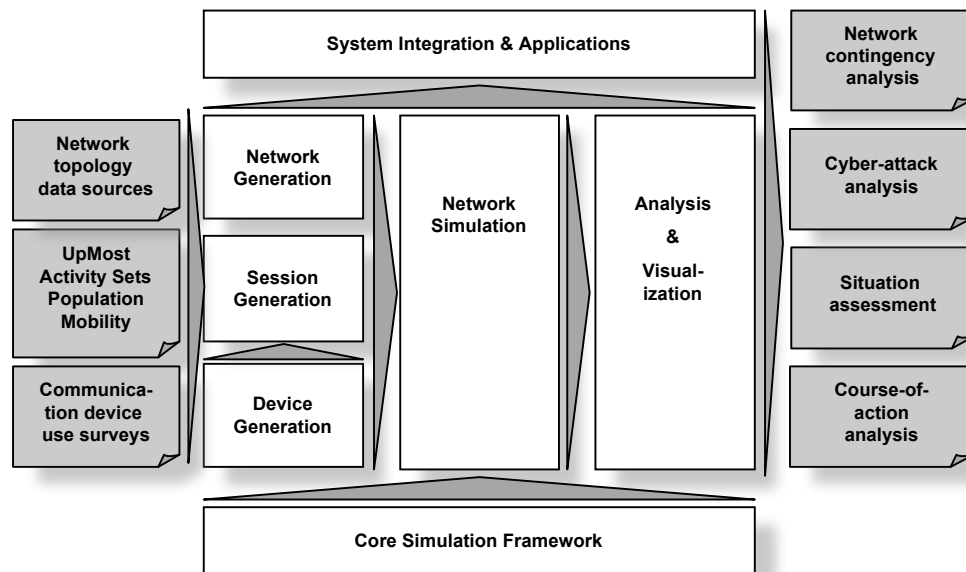 System Integration & Applications
Network
topology
data sources
UpMost
Activity Sets
Population
Mobility
Communica-
tion device
use surveys
Network
Generation
Session
Generation
Device
Generation
Network
Simulation
Analysis
&
Visual-
ization
Network
contingency
analysis
Cyber-attack
analysis
Situation
assessment
Course-of-
action
analysis
Core Simulation Framework